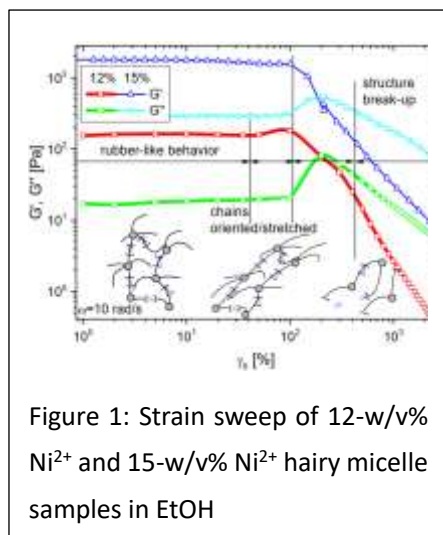 10³
10²
10¹
10⁰
G', G'' [Pa]
12% 15%
G'
G''
structure
break-up
rubber-like behavior
chains
oriented/stretched
=10 rad/s
10⁰ 10¹ 10² 10³
[%]
Figure 1: Strain sweep of 12-w/v%
Ni²⁺ and 15-w/v% Ni²⁺ hairy micelle
samples in EtOH